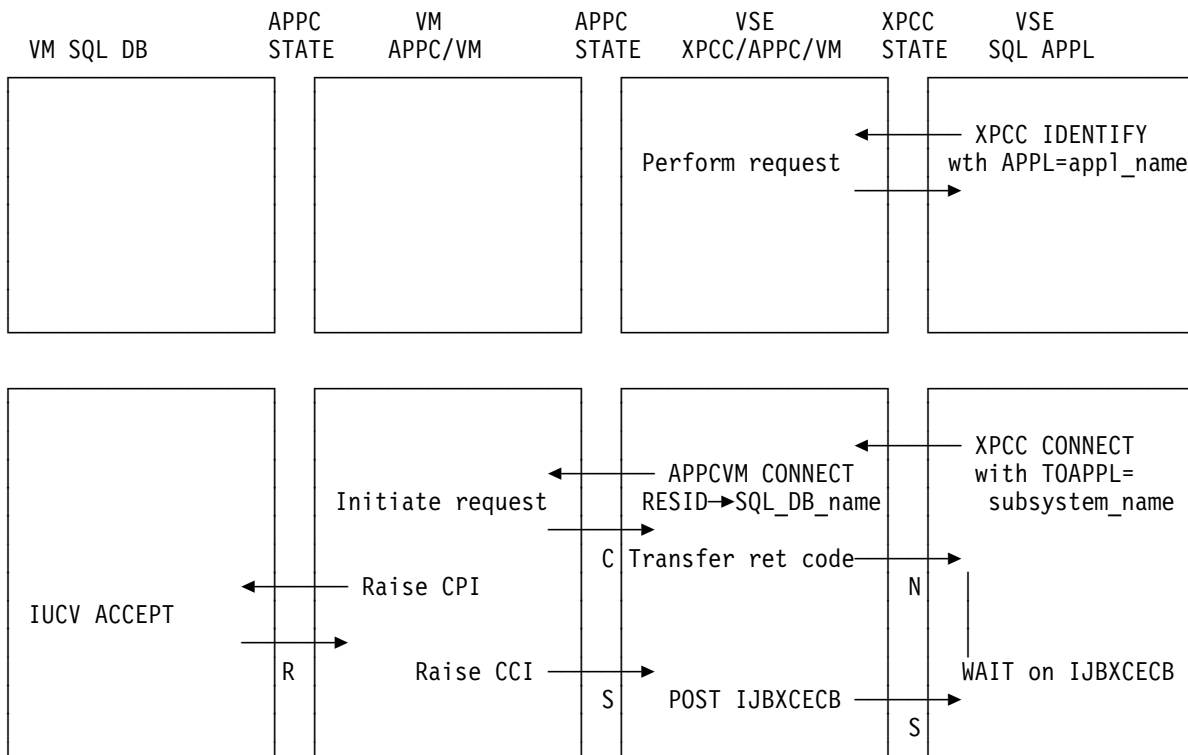 APPC VM APPC VSE XPCC VSE
VM SQL DB STATE APPC/VM STATE XPCC/APPC/VM STATE SQL APPL
XPCC IDENTIFY
Perform request wth APPL=appl_name
XPCC CONNECT
APPCVM CONNECT with TOAPPL=
Initiate request RESID→SQL_DB_name subsystem_name
C Transfer ret code
Raise CPI N
IUCV ACCEPT
R Raise CCI WAIT on IJBXCECB
S POST IJBXCECB
S